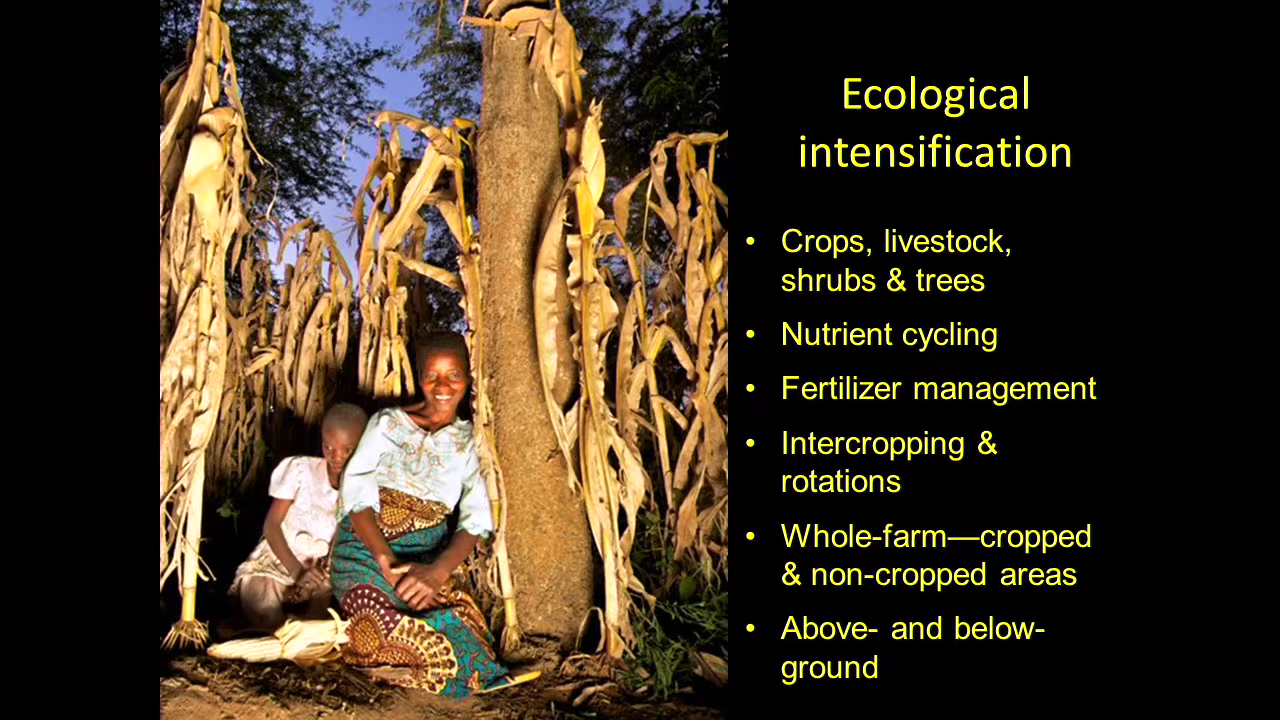 Ecological
intensification
• Crops, livestock,
shrubs & trees
• Nutrient cycling
• Fertilizer management
• Intercropping &
rotations
• Whole-farm—cropped
& non-cropped areas
• Above- and below-
ground